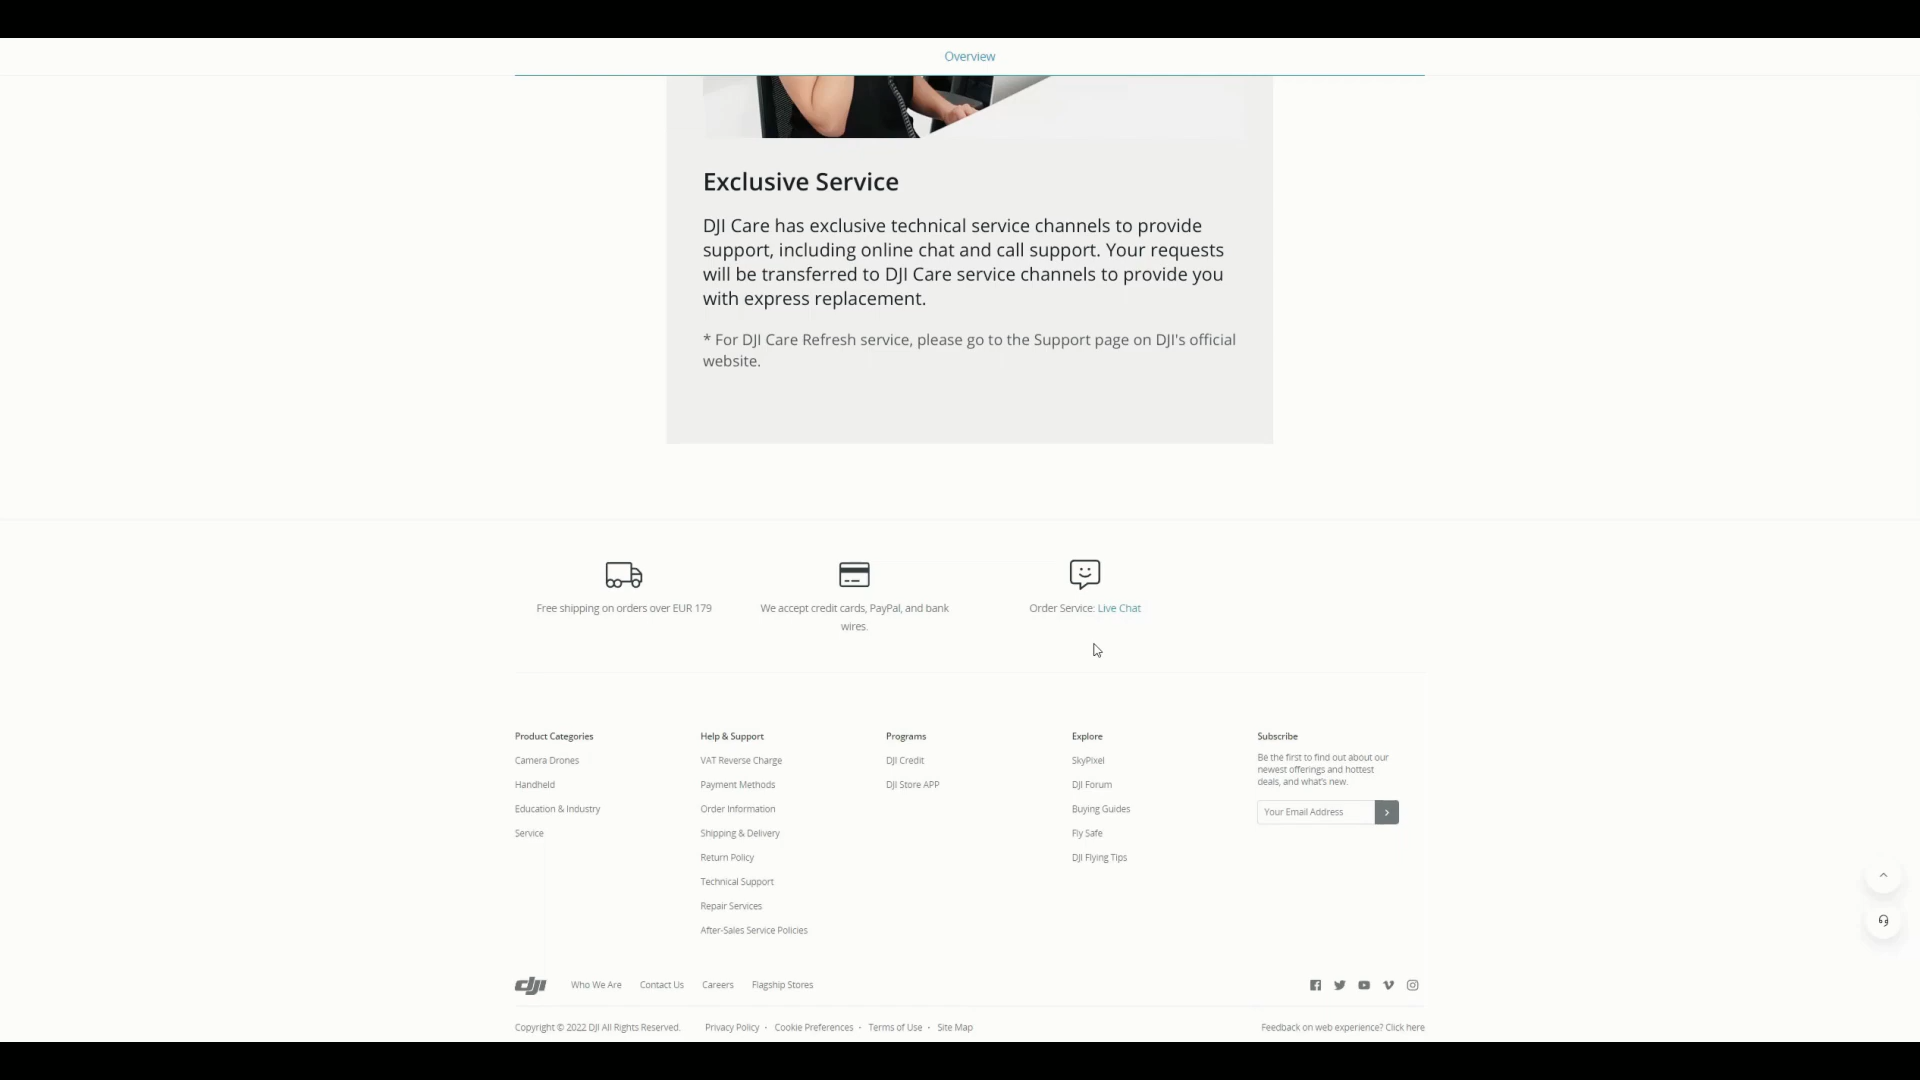 Overview
Exclusive Service
DJI Care has exclusive technical service channels to provide
support, including online chat and call support. Your requests
will be transferred to DJI Care service channels to provide you
with express replacement.
* For DJI Care Refresh service, please go to the Support page on DJI's official
website.
Free shipping on orders over EUR 179
We accept credit cards, PayPal, and bank
wires.
Order Service: Live Chat
Product Categories
Camera Drones
Handheld
Education & Industry
Service
Help & Support
VAT Reverse Charge
Payment Methods
Order Information
Shipping & Delivery
Return Policy
Technical Support
Repair Services
After-Sales Service Policies
Programs
DJI Credit
DJI Store APP
Explore
SkyPixel
DJI Forum
Buying Guides
Fly Safe
DJI Flying Tips
Subscribe
Be the first to find out about our
newest offerings and hottest
deals, and what's new.
Your Email Address
dji Who We Are Contact Us Careers Flagship Stores
Copyright © 2022 DJI All Rights Reserved. Privacy Policy · Cookie Preferences · Terms of Use · Site Map
Feedback on web experience? Click here